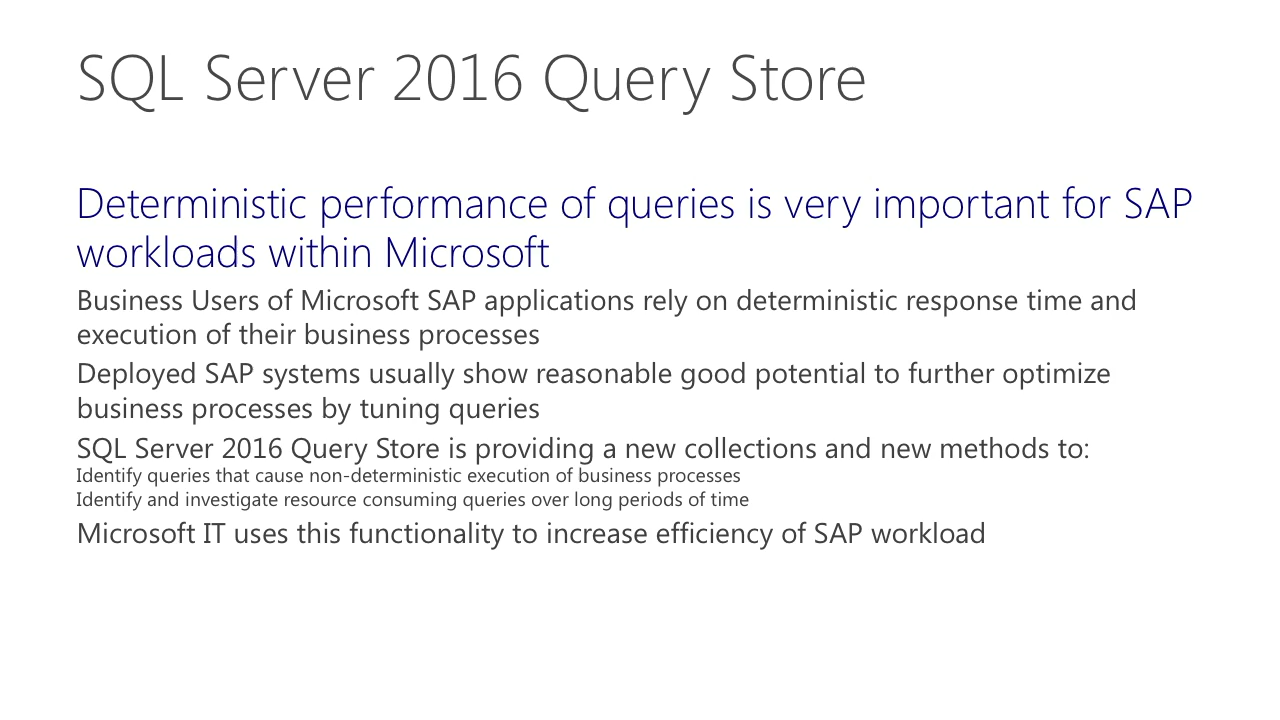 SQL Server 2016 Query Store
Deterministic performance of queries is very important for SAP
workloads within Microsoft
Business Users of Microsoft SAP applications rely on deterministic response time and
execution of their business processes
Deployed SAP systems usually show reasonable good potential to further optimize
business processes by tuning queries
SQL Server 2016 Query Store is providing a new collections and new methods to:
Identify queries that cause non-deterministic execution of business processes
Identify and investigate resource consuming queries over long periods of time
Microsoft IT uses this functionality to increase efficiency of SAP workload